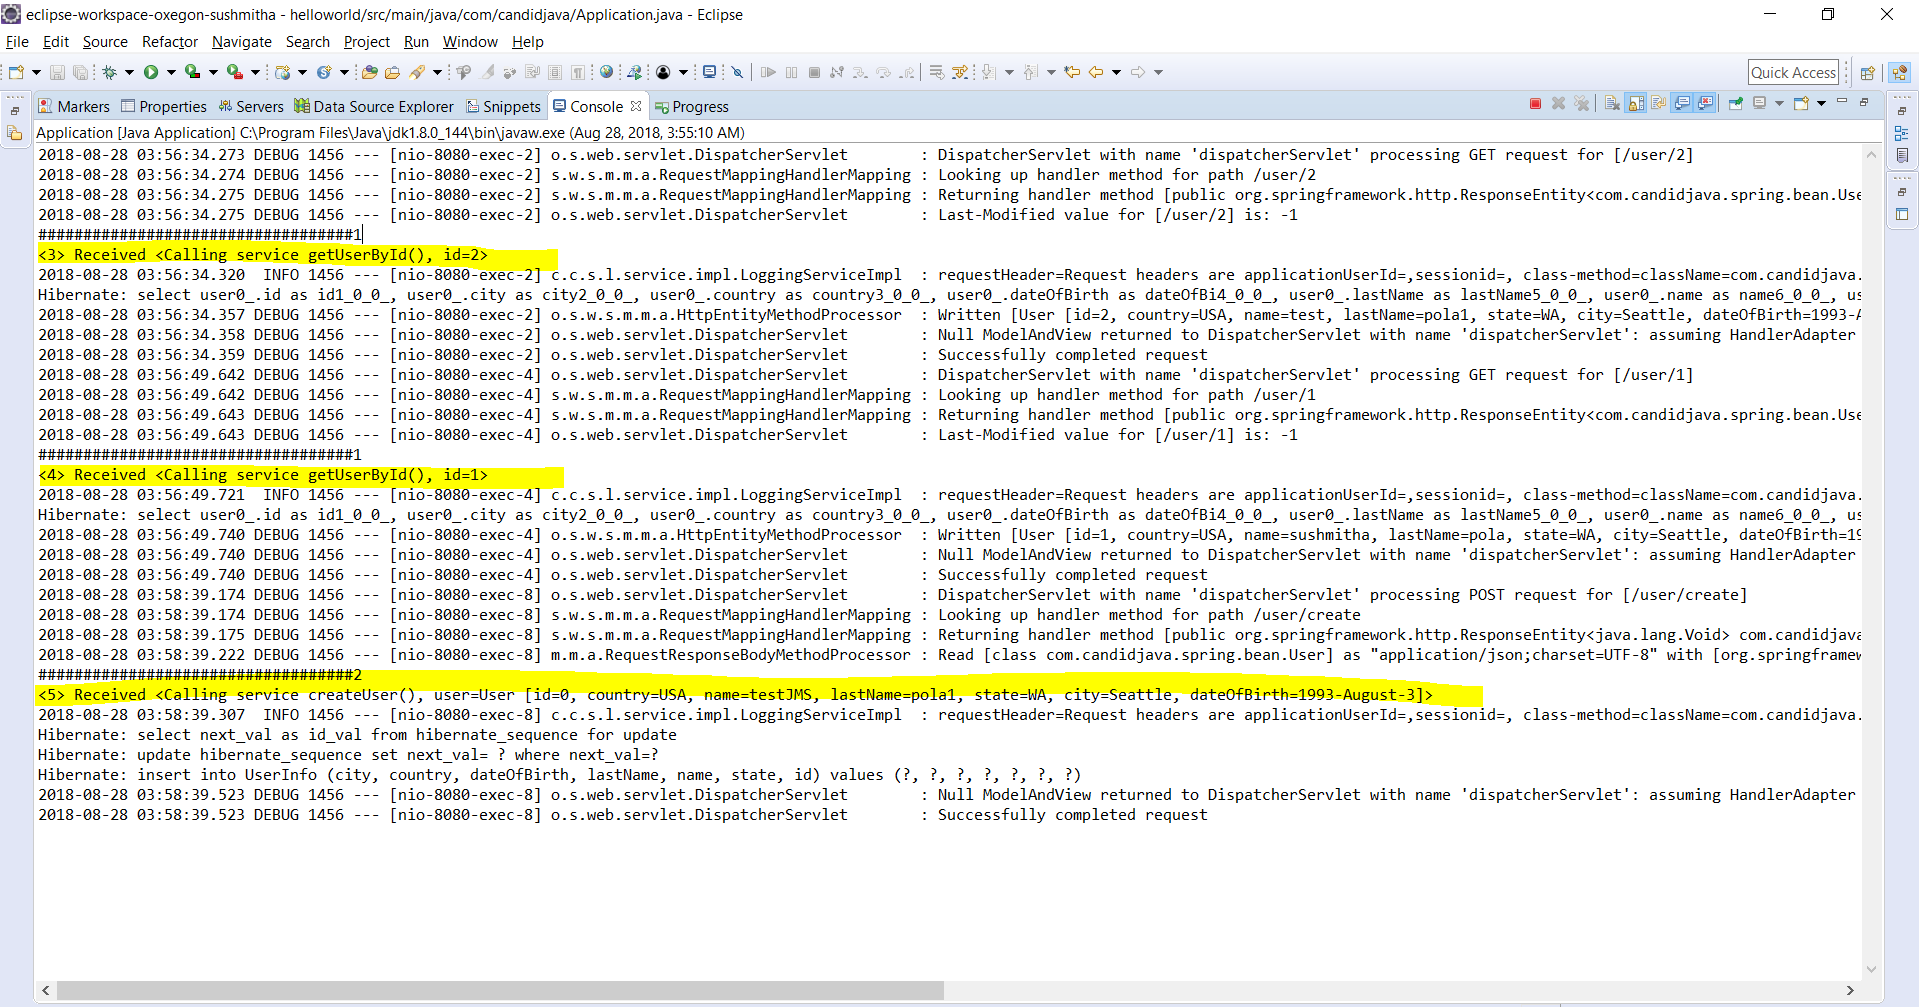 eclipse-workspace-oxegon-sushmitha - helloworld/src/main/java/com/candidjava/Application.java - Eclipse
File Edit Source Refactor Navigate Search Project Run Window Help
Quick Access
Markers Properties Servers Data Source Explorer Snippets Console Progress
Application [Java Application] C:\Program Files\Java\jdk1.8.0_144\bin\javaw.exe (Aug 28, 2018, 3:55:10 AM)
2018-08-28 03:56:34.273 DEBUG 1456 --- [nio-8080-exec-2] o.s.web.servlet.DispatcherServlet        : DispatcherServlet with name 'dispatcherServlet' processing GET request for [/user/2]
2018-08-28 03:56:34.274 DEBUG 1456 --- [nio-8080-exec-2] s.w.s.m.m.a.RequestMappingHandlerMapping : Looking up handler method for path /user/2
2018-08-28 03:56:34.275 DEBUG 1456 --- [nio-8080-exec-2] s.w.s.m.m.a.RequestMappingHandlerMapping : Returning handler method [public org.springframework.http.ResponseEntity<com.candidjava.spring.bean.Use
2018-08-28 03:56:34.275 DEBUG 1456 --- [nio-8080-exec-2] o.s.web.servlet.DispatcherServlet        : Last-Modified value for [/user/2] is: -1
###################################1
<3> Received <Calling service getUserById(), id=2>
2018-08-28 03:56:34.320  INFO 1456 --- [nio-8080-exec-2] c.c.s.l.service.impl.LoggingServiceImpl  : requestHeader=Request headers are applicationUserId=,sessionid=, class-method=className=com.candidjava.
Hibernate: select user0_.id as id1_0_0_, user0_.city as city2_0_0_, user0_.country as country3_0_0_, user0_.dateOfBirth as dateOfBi4_0_0_, user0_.lastName as lastName5_0_0_, user0_.name as name6_0_0_, us
2018-08-28 03:56:34.357 DEBUG 1456 --- [nio-8080-exec-2] o.s.w.s.m.m.a.HttpEntityMethodProcessor  : Written [User [id=2, country=USA, name=test, lastName=pola1, state=WA, city=Seattle, dateOfBirth=1993-A
2018-08-28 03:56:34.358 DEBUG 1456 --- [nio-8080-exec-2] o.s.web.servlet.DispatcherServlet        : Null ModelAndView returned to DispatcherServlet with name 'dispatcherServlet': assuming HandlerAdapter
2018-08-28 03:56:34.359 DEBUG 1456 --- [nio-8080-exec-2] o.s.web.servlet.DispatcherServlet        : Successfully completed request
2018-08-28 03:56:49.642 DEBUG 1456 --- [nio-8080-exec-4] o.s.web.servlet.DispatcherServlet        : DispatcherServlet with name 'dispatcherServlet' processing GET request for [/user/1]
2018-08-28 03:56:49.642 DEBUG 1456 --- [nio-8080-exec-4] s.w.s.m.m.a.RequestMappingHandlerMapping : Looking up handler method for path /user/1
2018-08-28 03:56:49.643 DEBUG 1456 --- [nio-8080-exec-4] s.w.s.m.m.a.RequestMappingHandlerMapping : Returning handler method [public org.springframework.http.ResponseEntity<com.candidjava.spring.bean.Use
2018-08-28 03:56:49.643 DEBUG 1456 --- [nio-8080-exec-4] o.s.web.servlet.DispatcherServlet        : Last-Modified value for [/user/1] is: -1
###################################1
<4> Received <Calling service getUserById(), id=1>
2018-08-28 03:56:49.721  INFO 1456 --- [nio-8080-exec-4] c.c.s.l.service.impl.LoggingServiceImpl  : requestHeader=Request headers are applicationUserId=,sessionid=, class-method=className=com.candidjava.
Hibernate: select user0_.id as id1_0_0_, user0_.city as city2_0_0_, user0_.country as country3_0_0_, user0_.dateOfBirth as dateOfBi4_0_0_, user0_.lastName as lastName5_0_0_, user0_.name as name6_0_0_, us
2018-08-28 03:56:49.740 DEBUG 1456 --- [nio-8080-exec-4] o.s.w.s.m.m.a.HttpEntityMethodProcessor  : Written [User [id=1, country=USA, name=sushmitha, lastName=pola, state=WA, city=Seattle, dateOfBirth=19
2018-08-28 03:56:49.740 DEBUG 1456 --- [nio-8080-exec-4] o.s.web.servlet.DispatcherServlet        : Null ModelAndView returned to DispatcherServlet with name 'dispatcherServlet': assuming HandlerAdapter
2018-08-28 03:56:49.740 DEBUG 1456 --- [nio-8080-exec-4] o.s.web.servlet.DispatcherServlet        : Successfully completed request
2018-08-28 03:58:39.174 DEBUG 1456 --- [nio-8080-exec-8] o.s.web.servlet.DispatcherServlet        : DispatcherServlet with name 'dispatcherServlet' processing POST request for [/user/create]
2018-08-28 03:58:39.174 DEBUG 1456 --- [nio-8080-exec-8] s.w.s.m.m.a.RequestMappingHandlerMapping : Looking up handler method for path /user/create
2018-08-28 03:58:39.175 DEBUG 1456 --- [nio-8080-exec-8] s.w.s.m.m.a.RequestMappingHandlerMapping : Returning handler method [public org.springframework.http.ResponseEntity<java.lang.Void> com.candidjava
2018-08-28 03:58:39.222 DEBUG 1456 --- [nio-8080-exec-8] m.m.a.RequestResponseBodyMethodProcessor : Read [class com.candidjava.spring.bean.User] as "application/json;charset=UTF-8" with [org.springframew
###################################2
<5> Received <Calling service createUser(), user=User [id=0, country=USA, name=testJMS, lastName=pola1, state=WA, city=Seattle, dateOfBirth=1993-August-3]>
2018-08-28 03:58:39.307  INFO 1456 --- [nio-8080-exec-8] c.c.s.l.service.impl.LoggingServiceImpl  : requestHeader=Request headers are applicationUserId=,sessionid=, class-method=className=com.candidjava.
Hibernate: select next_val as id_val from hibernate_sequence for update
Hibernate: update hibernate_sequence set next_val= ? where next_val=?
Hibernate: insert into UserInfo (city, country, dateOfBirth, lastName, name, state, id) values (?, ?, ?, ?, ?, ?, ?)
2018-08-28 03:58:39.523 DEBUG 1456 --- [nio-8080-exec-8] o.s.web.servlet.DispatcherServlet        : Null ModelAndView returned to DispatcherServlet with name 'dispatcherServlet': assuming HandlerAdapter
2018-08-28 03:58:39.523 DEBUG 1456 --- [nio-8080-exec-8] o.s.web.servlet.DispatcherServlet        : Successfully completed request